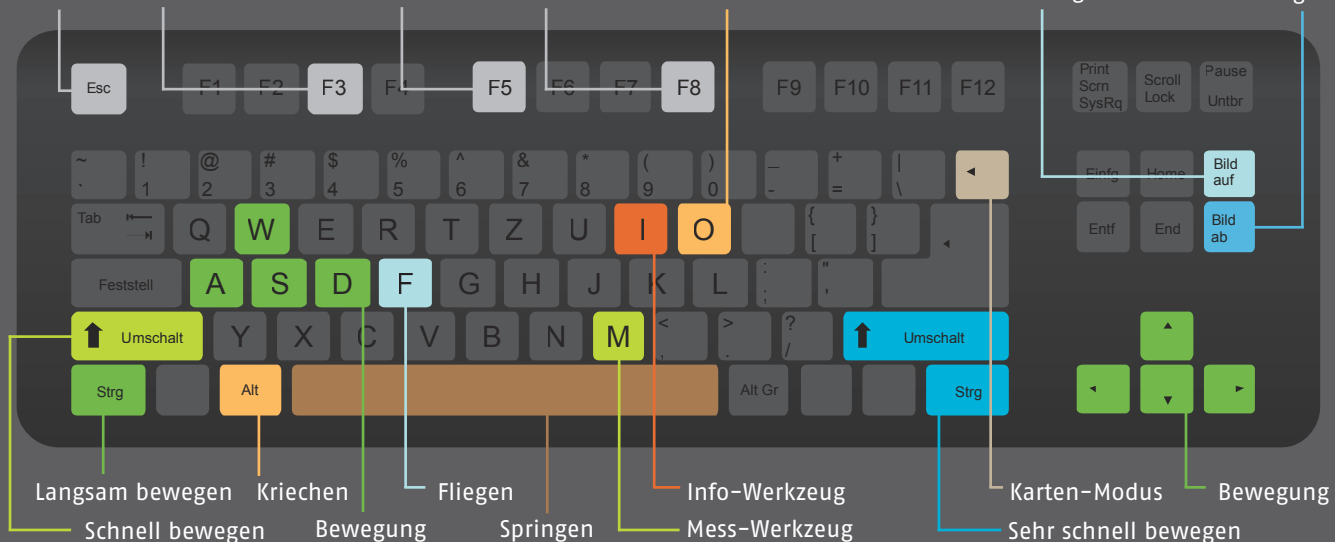 Esc F1 F2 F3 F4 F5 F6 F7 F8 F9 F10 F11 F12 Print Scrn SysRq Scroll Lock Pause Untbr
~ ` ! 1 @ 2 # 3 $ 4 % 5 ^ 6 & 7 * 8 ( 9 ) 0 _ - + = | \ Einfg Home Bild auf
Tab Q W E R T Z U I O { [ } ] Entf End Bild ab
Feststell A S D F G H J K L : ; " '
Umschalt Y X C V B N M < , > . ? / Umschalt
Strg Alt Alt Gr Strg
Langsam bewegen Kriechen Fliegen Info-Werkzeug Karten-Modus Bewegung
Schnell bewegen Bewegung Springen Mess-Werkzeug Sehr schnell bewegen